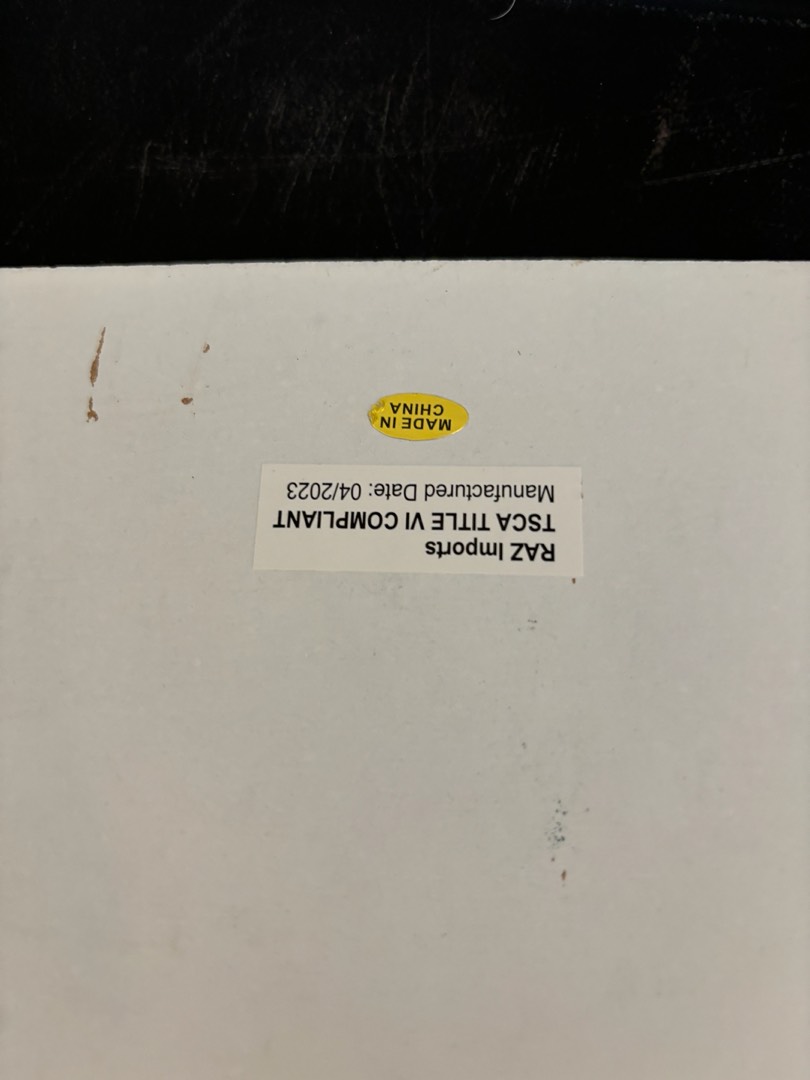 RAZ Imports
TSCA TITLE VI COMPLIANT
Manufactured Date: 04/2023
MADE IN
CHINA